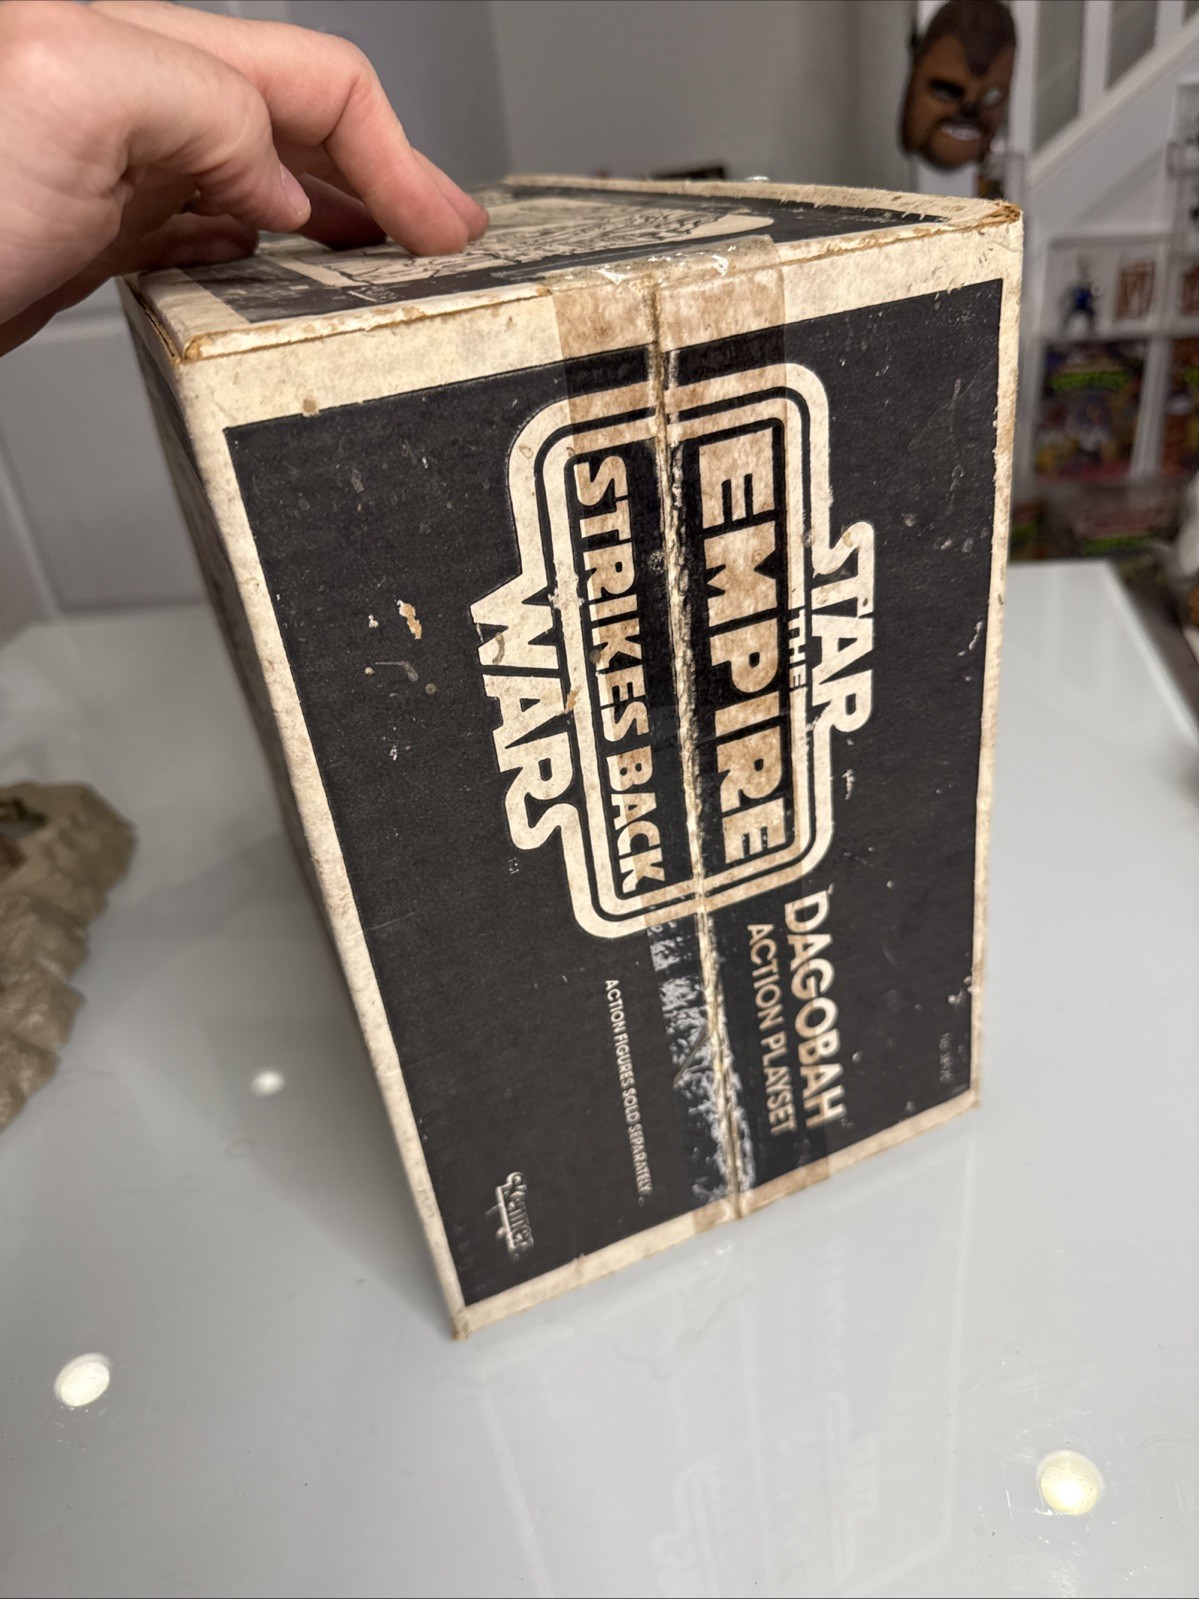 STAR
THE
EMPIRE
STRIKES BACK
WARS
DAGOBAH
ACTION PLAYSET
ACTION FIGURES SOLD SEPARATELY.
Kenner